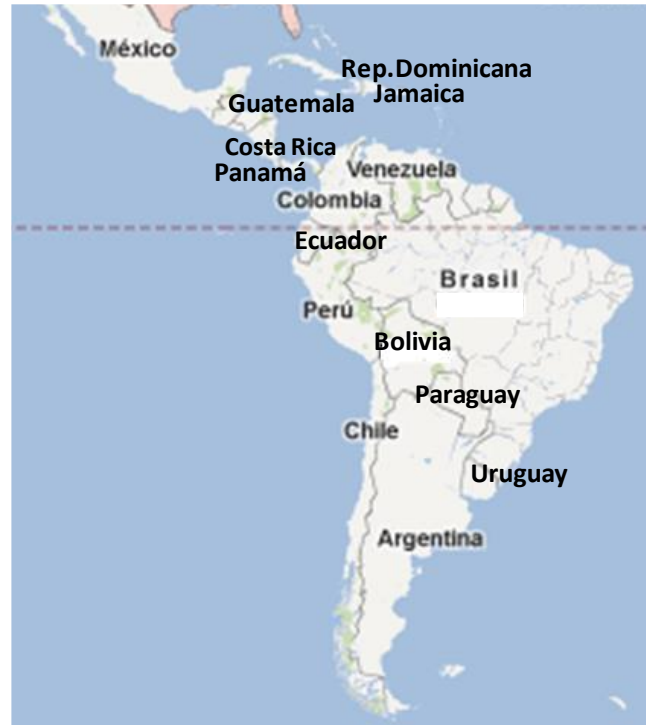 México
Rep.Dominicana
Jamaica
Guatemala
Costa Rica
Panamá
Venezuela
Colombia
Ecuador
Brasil
Perú
Bolivia
Paraguay
Chile
Uruguay
Argentina